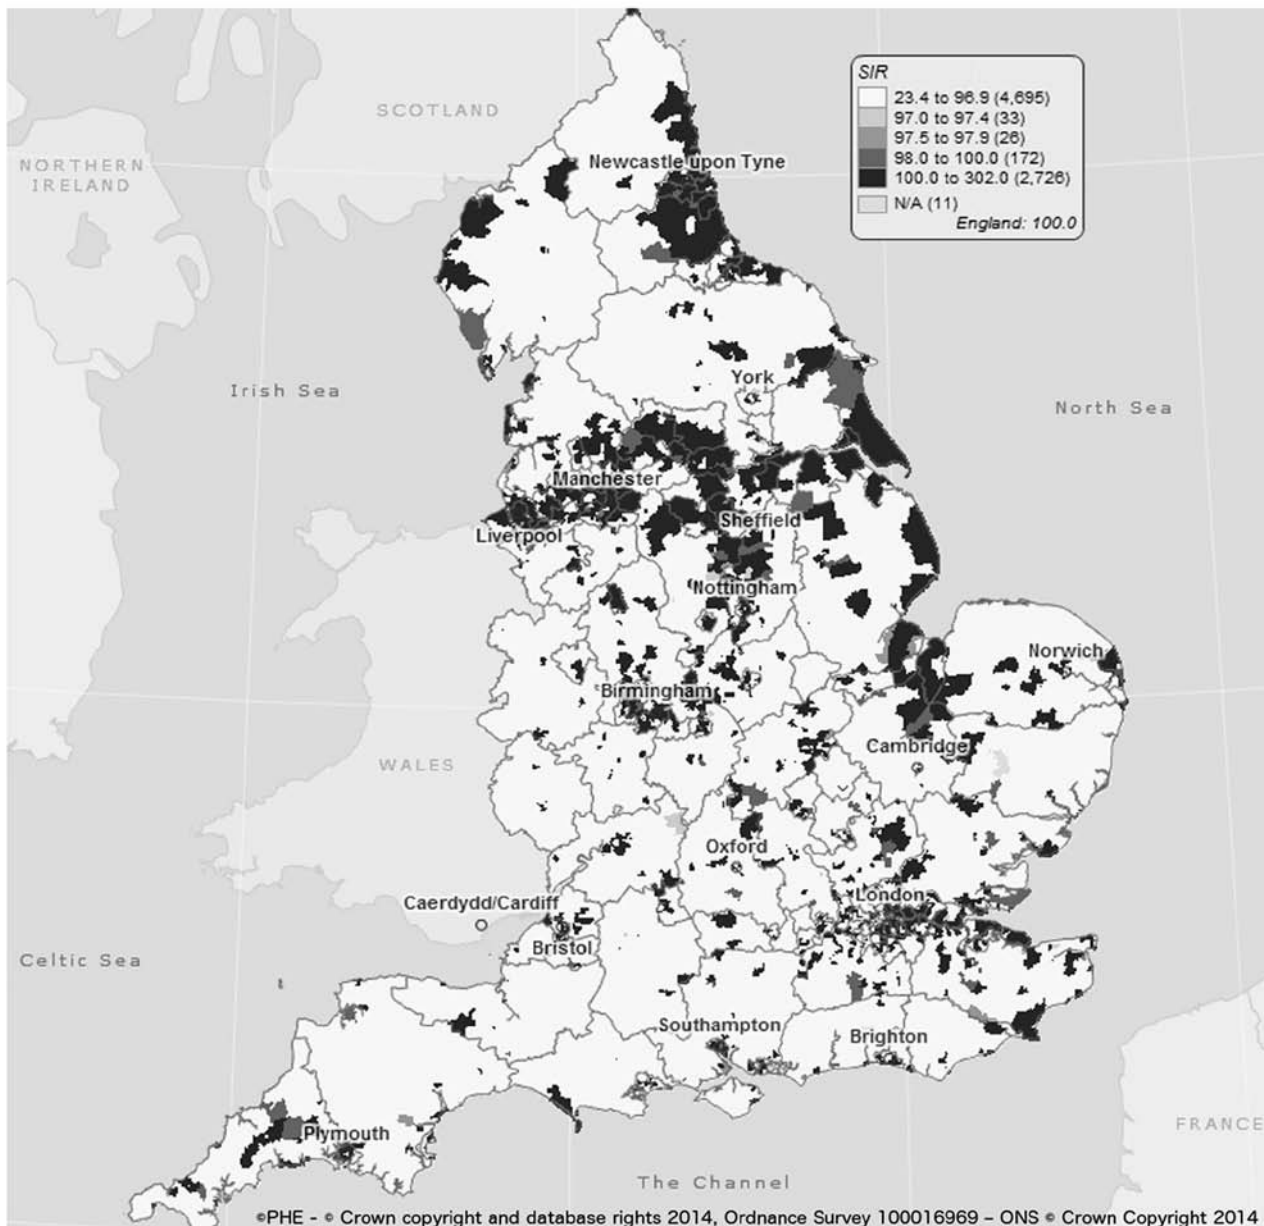 SIR
23.4 to 96.9 (4,695)
97.0 to 97.4 (33)
97.5 to 97.9 (26)
98.0 to 100.0 (172)
100.0 to 302.0 (2,726)
N/A (11)
England: 100.0
SCOTLAND
NORTHERN
IRELAND
Newcastle upon Tyne
Irish Sea
York
North Sea
Manchester
Sheffield
Liverpool
Nottingham
Norwich
Birmingham
Cambridge
WALES
Oxford
London
Caerdydd/Cardiff
Bristol
Celtic Sea
Southampton
Brighton
Plymouth
FRANCE
The Channel
©PHE - © Crown copyright and database rights 2014, Ordnance Survey 100016969 – ONS © Crown Copyright 2014